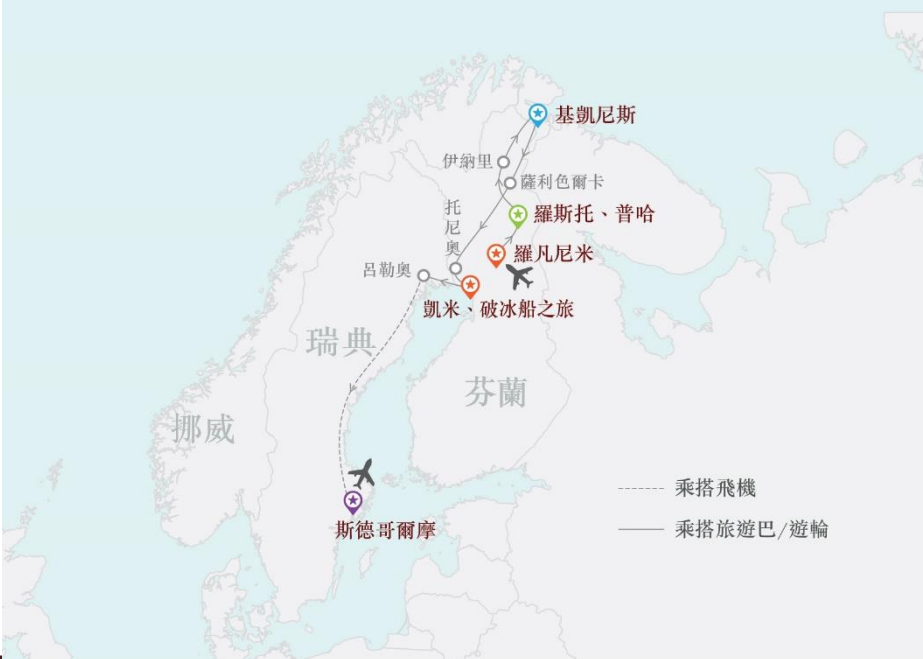 基凱尼斯
伊納里
薩利色爾卡
托尼奧
羅斯托、普哈
羅凡尼米
呂勒奧
凱米、破冰船之旅
瑞典
芬蘭
挪威
乘搭飛機
斯德哥爾摩
乘搭旅遊巴/遊輪